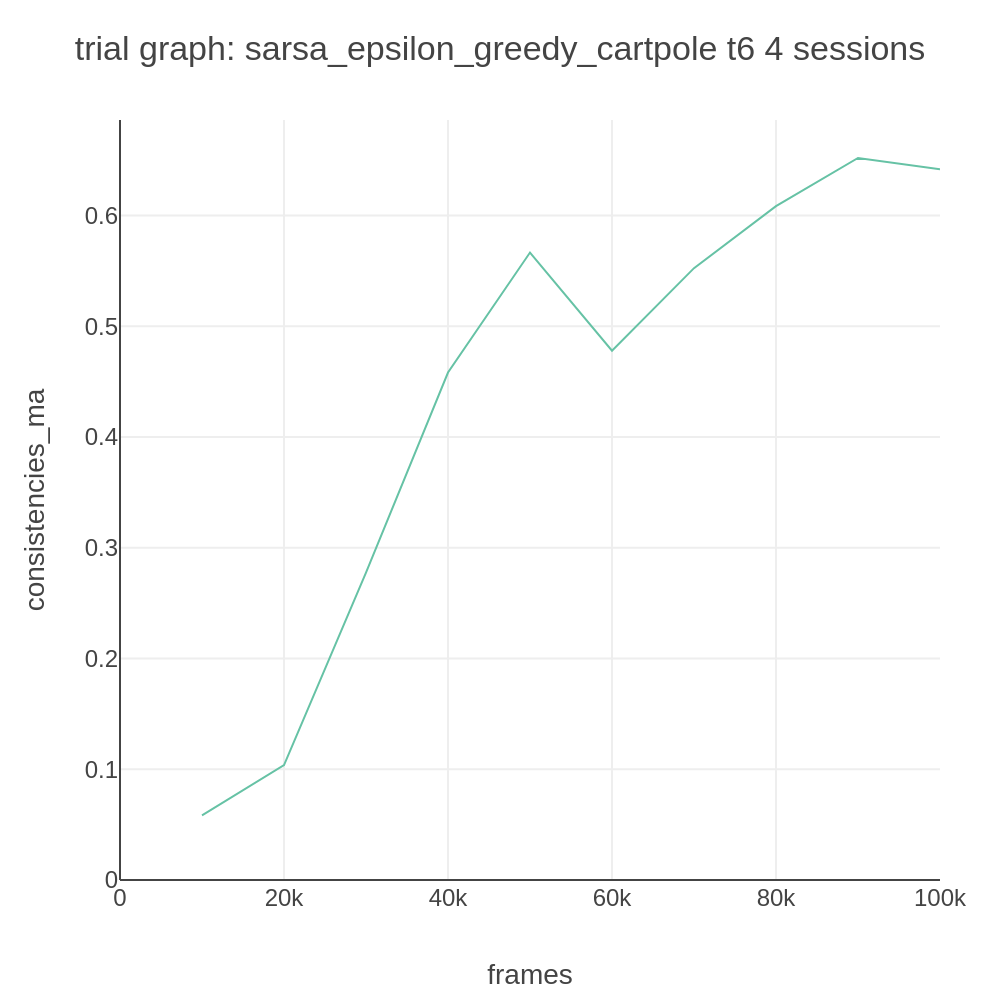 trial graph: sarsa_epsilon_greedy_cartpole t6 4 sessions
consistencies_ma
0.6
0.5
0.4
0.3
0.2
0.1
0
0 20k 40k 60k 80k 100k
frames